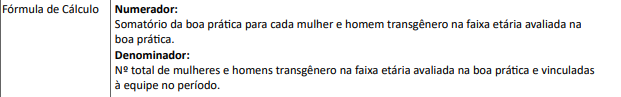 Fórmula de Cálculo
Numerador:
Somatório da boa prática para cada mulher e homem transgênero na faixa etária avaliada na
boa prática.
Denominador:
Nº total de mulheres e homens transgênero na faixa etária avaliada na boa prática e vinculadas
à equipe no período.